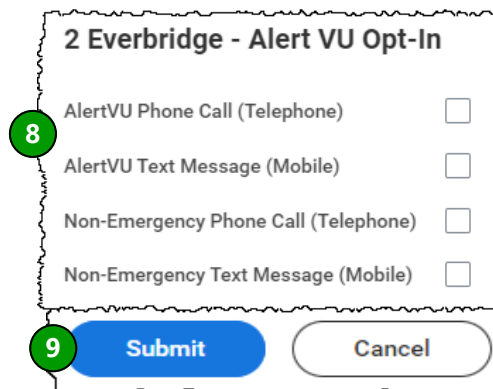 2 Everbridge - Alert VU Opt-In
AlertVU Phone Call (Telephone)
8
AlertVU Text Message (Mobile)
Non-Emergency Phone Call (Telephone)
Non-Emergency Text Message (Mobile)
9 Submit Cancel